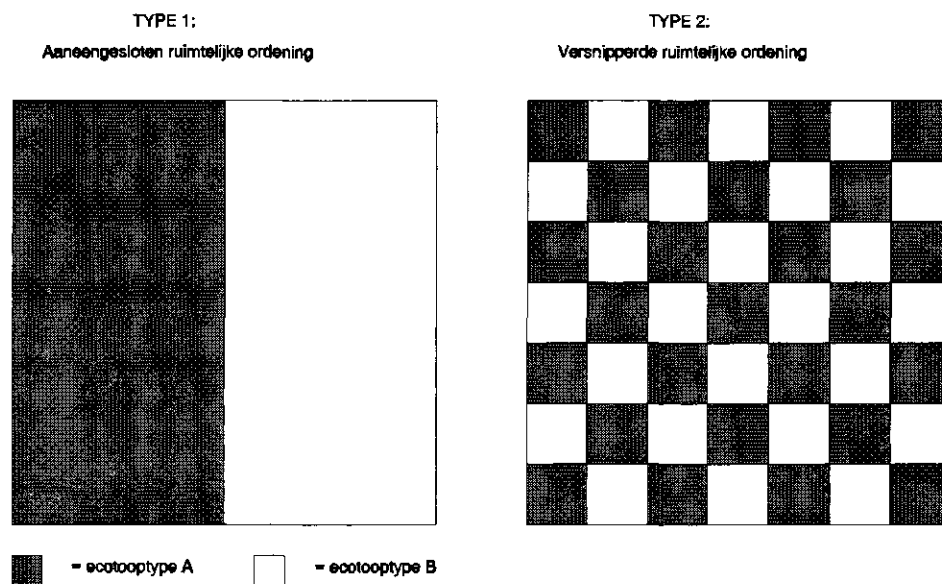 TYPE 1:
Aaneengesloten ruimtelijke ordening
TYPE 2:
Versnipperde ruimtelijke ordening
= ecotooptype A
= ecotooptype B